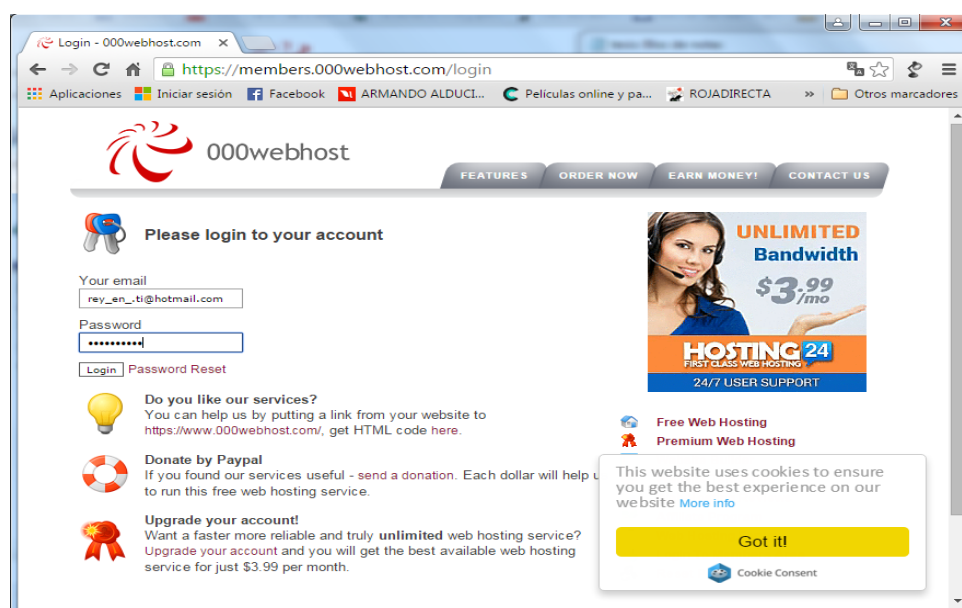 Login - 000webhost.com
https://members.000webhost.com/login
Aplicaciones Iniciar sesión Facebook ARMANDO ALDUCI... Películas online y pa... ROJADIRECTA » Otros marcadores
000webhost
FEATURES ORDER NOW EARN MONEY! CONTACT US
Please login to your account
Your email
rey_en_.ti@hotmail.com
Password
••••••••••
Login Password Reset
Do you like our services?
You can help us by putting a link from your website to
https://www.000webhost.com/, get HTML code here.
Donate by Paypal
If you found our services useful - send a donation. Each dollar will help u
to run this free web hosting service.
Upgrade your account!
Want a faster more reliable and truly unlimited web hosting service?
Upgrade your account and you will get the best available web hosting
service for just $3.99 per month.
UNLIMITED
Bandwidth
$3.99
/mo
HOSTING 24
FIRST CLASS WEB HOSTING
24/7 USER SUPPORT
Free Web Hosting
Premium Web Hosting
This website uses cookies to ensure
you get the best experience on our
website More info
Got it!
Cookie Consent